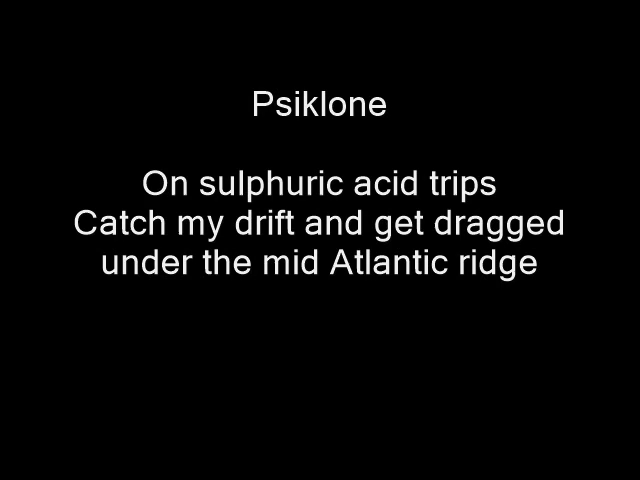 Psiklone
On sulphuric acid trips
Catch my drift and get dragged
under the mid Atlantic ridge